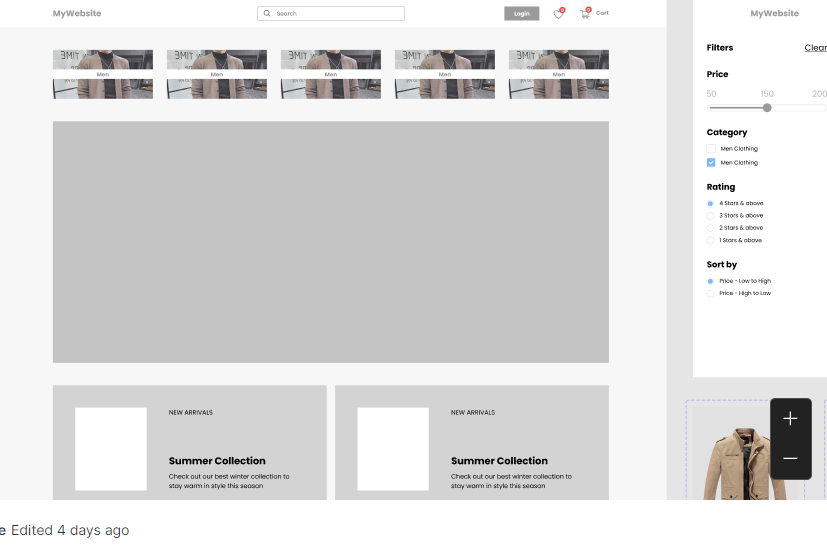 MyWebsite
Search
Login
0
0
Cart
Men
Men
Men
Men
Men
NEW ARRIVALS
Summer Collection
Check out our best winter collection to
stay warm in style this season
NEW ARRIVALS
Summer Collection
Check out our best winter collection to
stay warm in style this season
MyWebsite
Filters
Clear
Price
50 150 200
Category
Men Clothing
Men Clothing
Rating
4 Stars & above
3 Stars & above
2 Stars & above
1 Stars & above
Sort by
Price - Low to High
Price - High to Low
e Edited 4 days ago